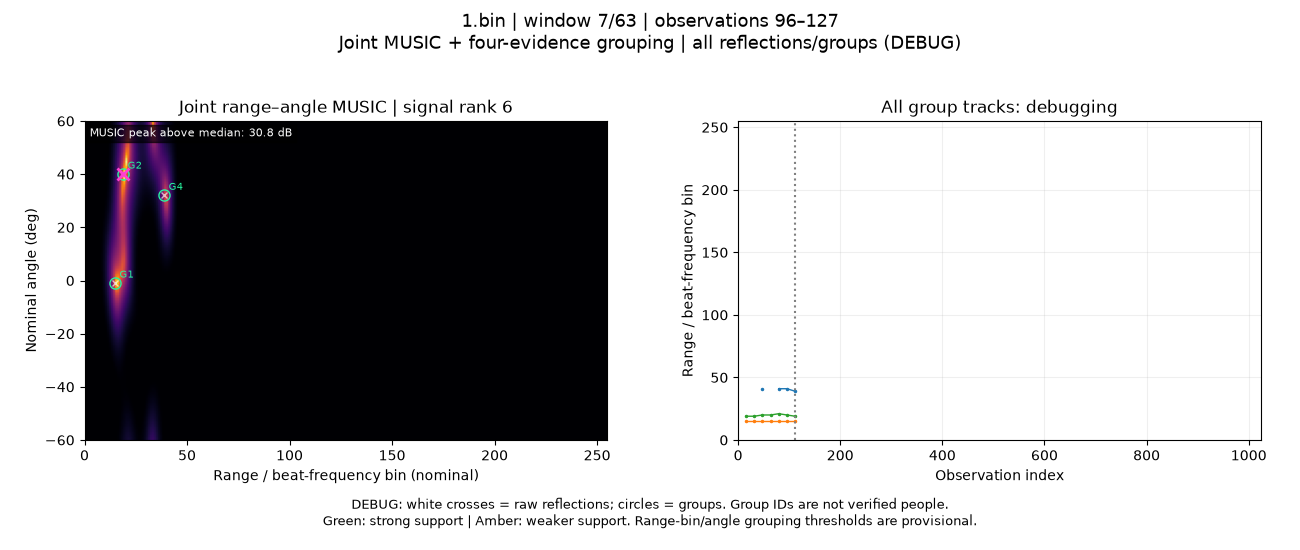 1.bin | window 7/63 | observations 96–127
Joint MUSIC + four-evidence grouping | all reflections/groups (DEBUG)
Joint range–angle MUSIC | signal rank 6
MUSIC peak above median: 30.8 dB
G2
G4
G1
60
40
20
0
−20
−40
−60
Nominal angle (deg)
0
50
100
150
200
250
Range / beat-frequency bin (nominal)
All group tracks: debugging
250
200
150
100
50
0
Range / beat-frequency bin
0
200
400
600
800
1000
Observation index
DEBUG: white crosses = raw reflections; circles = groups. Group IDs are not verified people.
Green: strong support | Amber: weaker support. Range-bin/angle grouping thresholds are provisional.